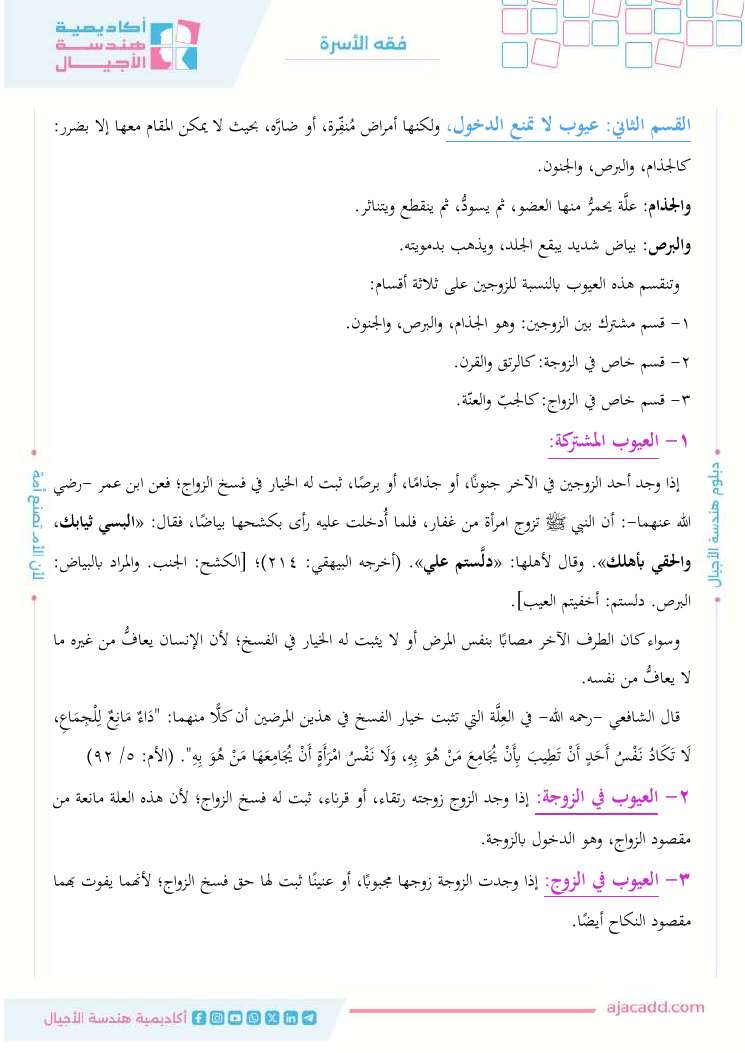 أكاديمية
هندسة
الأجيال
فقه الأسرة
القسم الثاني: عيوب لا تمنع الدخول، ولكنها أمراض مُنفِّرة، أو ضارَّه، بحيث لا يمكن المقام معها إلا بضرر:
كالجذام، والبرص، والجنون.
والجذام: علَّة يحمرُّ منها العضو، ثم يسودُّ، ثم ينقطع ويتناثر.
والبرص: بياض شديد يبقع الجلد، ويذهب بدمويته.
وتنقسم هذه العيوب بالنسبة للزوجين على ثلاثة أقسام:
١- قسم مشترك بين الزوجين: وهو الجذام، والبرص، والجنون.
٢- قسم خاص في الزوجة: كالرتق والقرن.
٣- قسم خاص في الزواج: كالجبّ والعنّة.
١- العيوب المشتركة:
إذا وجد أحد الزوجين في الآخر جنونًا، أو جذامًا، أو برصًا، ثبت له الخيار في فسخ الزواج؛ فعن ابن عمر -رضي
الله عنهما-: أن النبي ﷺ تزوج امرأة من غفار، فلما أُدخلت عليه رأى بكشحها بياضًا، فقال: «البسي ثيابك،
والحقي بأهلك». وقال لأهلها: «دلَّستم علي». (أخرجه البيهقي: ٢١٤)؛ [الكشح: الجنب. والمراد بالبياض:
البرص. دلستم: أخفيتم العيب].
وسواء كان الطرف الآخر مصابًا بنفس المرض أو لا يثبت له الخيار في الفسخ؛ لأن الإنسان يعافُّ من غيره ما
لا يعافُّ من نفسه.
قال الشافعي -رحمه الله- في العِلَّة التي تثبت خيار الفسخ في هذين المرضين أن كلًّا منهما: "دَاءٌ مَانِعٌ لِلْجِمَاعِ،
لَا تَكَادُ نَفْسُ أَحَدٍ أَنْ تَطِيبَ بِأَنْ يُجَامِعَ مَنْ هُوَ بِهِ، وَلَا نَفْسُ امْرَأَةٍ أَنْ يُجَامِعَهَا مَنْ هُوَ بِهِ". (الأم: ٥/ ٩٢)
٢- العيوب في الزوجة: إذا وجد الزوج زوجته رتقاء، أو قرناء، ثبت له فسخ الزواج؛ لأن هذه العلة مانعة من
مقصود الزواج، وهو الدخول بالزوجة.
٣- العيوب في الزوج: إذا وجدت الزوجة زوجها مجبوبًا، أو عنينًا ثبت لها حق فسخ الزواج؛ لأنهما يفوت بهما
مقصود النكاح أيضًا.
دبلوم هندسة الأجيال
لأن الأم تصنع أمة
ajacadd.com
أكاديمية هندسة الأجيال